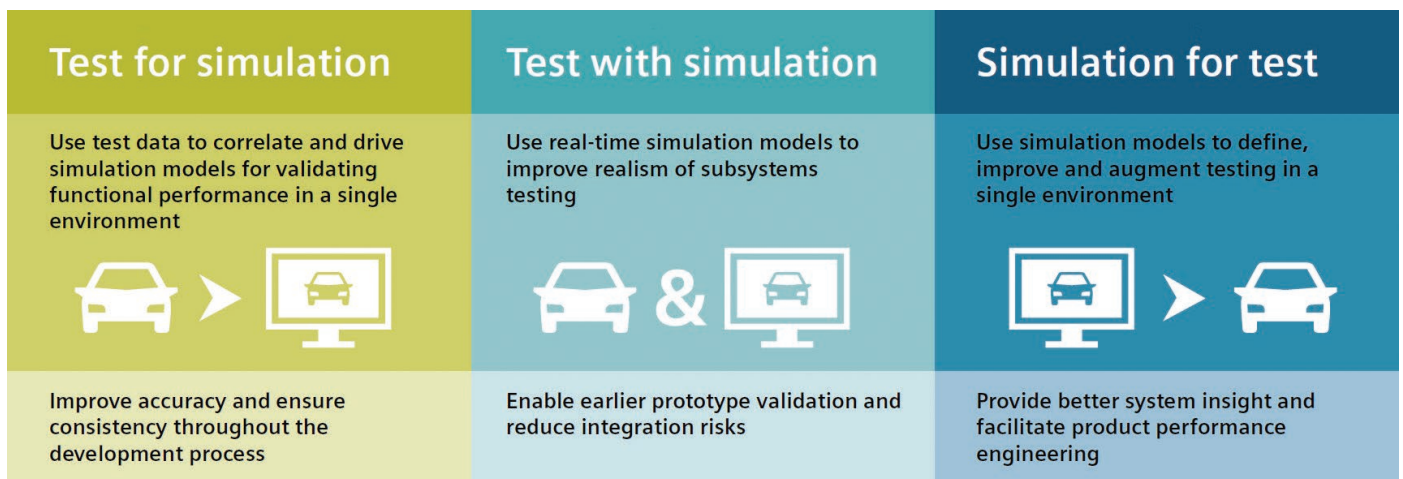 Test for simulation
Use test data to correlate and drive
simulation models for validating
functional performance in a single
environment
Improve accuracy and ensure
consistency throughout the
development process
Test with simulation
Use real-time simulation models to
improve realism of subsystems
testing
&
Enable earlier prototype validation and
reduce integration risks
Simulation for test
Use simulation models to define,
improve and augment testing in a
single environment
Provide better system insight and
facilitate product performance
engineering